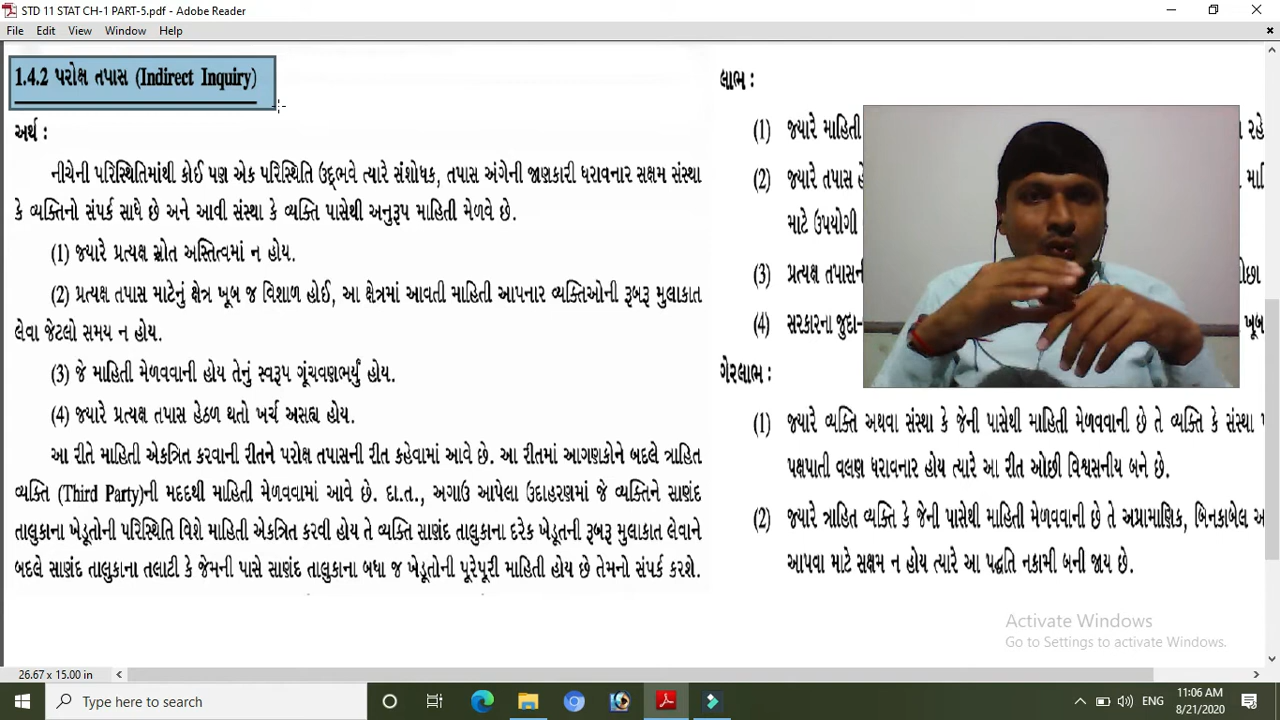 STD 11 STAT CH-1 PART-5.pdf - Adobe Reader
File Edit View Window Help
1.4.2 પરોક્ષ તપાસ (Indirect Inquiry)
અર્થ :
નીચેની પરિસ્થિતિમાંથી કોઈ પણ એક પરિસ્થિતિ ઉદ્દભવે ત્યારે સંશોધક, તપાસ અંગેની જાણકારી ધરાવનાર સક્ષમ સંસ્થા
કે વ્યક્તિનો સંપર્ક સાધે છે અને આવી સંસ્થા કે વ્યક્તિ પાસેથી અનુરૂપ માહિતી મેળવે છે.
(1) જ્યારે પ્રત્યક્ષ સ્રોત અસ્તિત્વમાં ન હોય.
(2) પ્રત્યક્ષ તપાસ માટેનું ક્ષેત્ર ખૂબ જ વિશાળ હોઈ, આ ક્ષેત્રમાં આવતી માહિતી આપનાર વ્યક્તિઓની રૂબરૂ મુલાકાત
લેવા જેટલો સમય ન હોય.
(3) જે માહિતી મેળવવાની હોય તેનું સ્વરૂપ ગૂંચવણભર્યું હોય.
(4) જ્યારે પ્રત્યક્ષ તપાસ હેઠળ થતો ખર્ચ અસહ્ય હોય.
આ રીતે માહિતી એકત્રિત કરવાની રીતને પરોક્ષ તપાસની રીત કહેવામાં આવે છે. આ રીતમાં આગણકોને બદલે ત્રાહિત
વ્યક્તિ (Third Party)ની મદદથી માહિતી મેળવવામાં આવે છે. દા.ત., અગાઉ આપેલા ઉદાહરણમાં જે વ્યક્તિને સાણંદ
તાલુકાના ખેડૂતોની પરિસ્થિતિ વિશે માહિતી એકત્રિત કરવી હોય તે વ્યક્તિ સાણંદ તાલુકાના દરેક ખેડૂતની રૂબરૂ મુલાકાત લેવાને
બદલે સાણંદ તાલુકાના તલાટી કે જેમની પાસે સાણંદ તાલુકાના બધા જ ખેડૂતોની પૂરેપૂરી માહિતી હોય છે તેમનો સંપર્ક કરશે.
લાભ :
(1) જ્યારે માહિતી
(2) જ્યારે તપાસ
માટે ઉપયોગી
(3) પ્રત્યક્ષ તપાસની
(4) સરકારના જુદા-
ખૂબ
ગેરલાભ :
(1) જ્યારે વ્યક્તિ અથવા સંસ્થા કે જેની પાસેથી માહિતી મેળવવાની છે તે વ્યક્તિ કે સંસ્થા
પક્ષપાતી વલણ ધરાવનાર હોય ત્યારે આ રીત ઓછી વિશ્વસનીય બને છે.
(2) જ્યારે ત્રાહિત વ્યક્તિ કે જેની પાસેથી માહિતી મેળવવાની છે તે અપ્રામાણિક, બિનકાબેલ
આપવા માટે સક્ષમ ન હોય ત્યારે આ પદ્ધતિ નકામી બની જાય છે.
Activate Windows
Go to Settings to activate Windows.
26.67 x 15.00 in
Type here to search
ENG
11:06 AM
8/21/2020